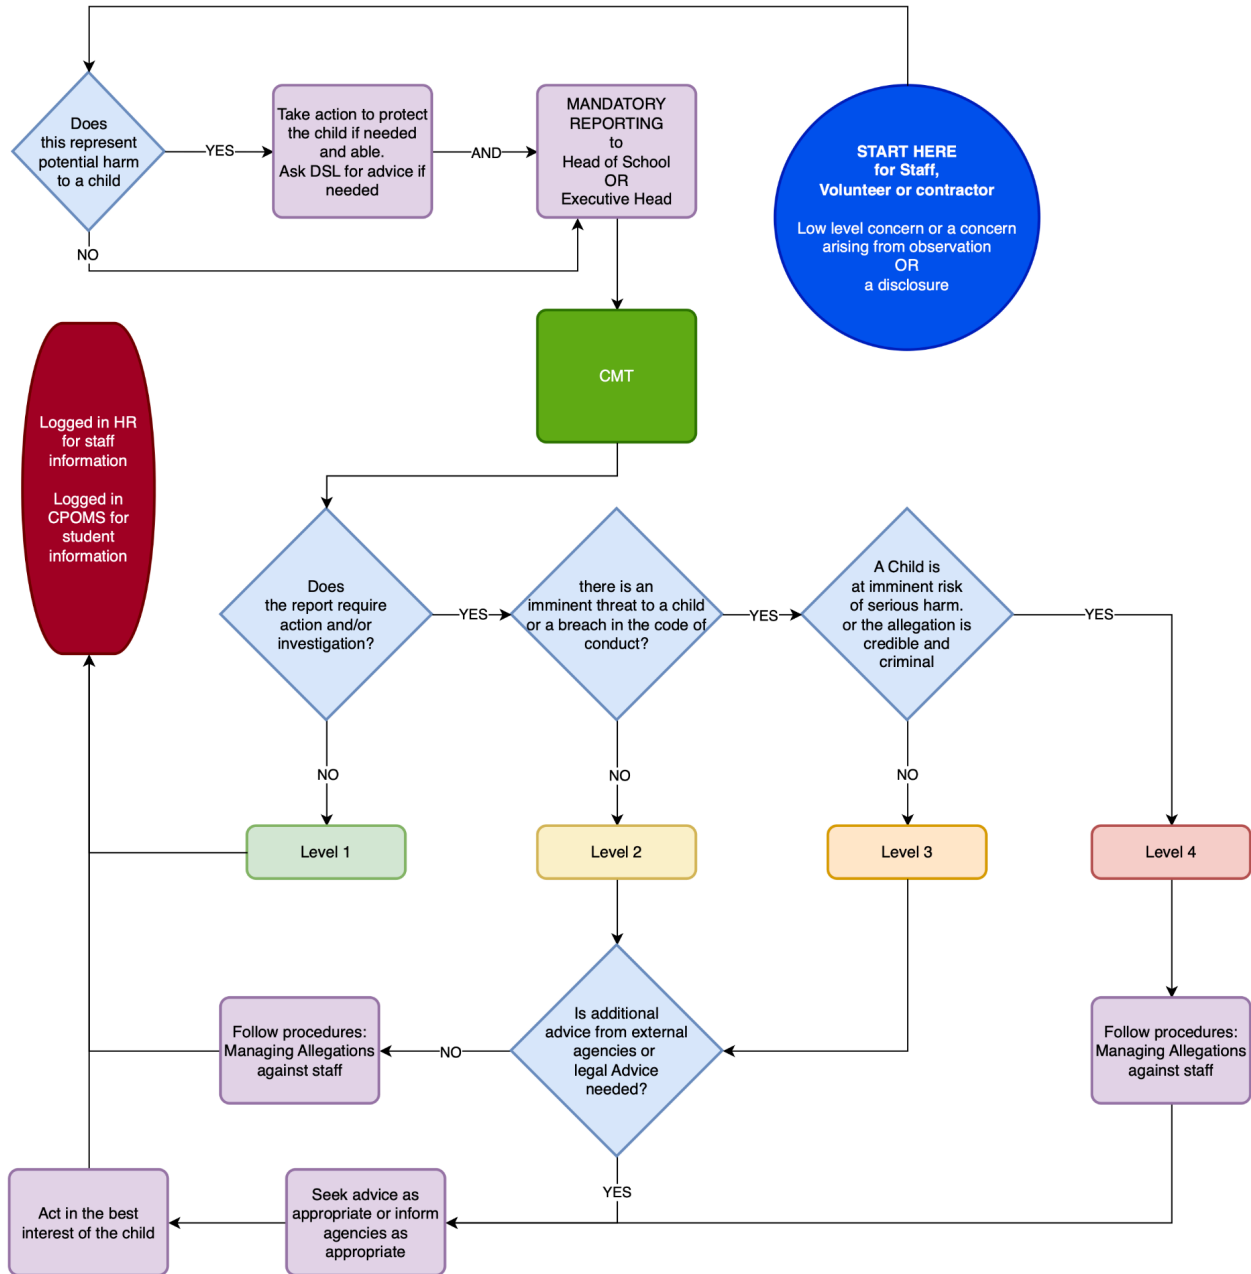 Does
this represent
potential harm
to a child
YES
Take action to protect
the child if needed
and able.
Ask DSL for advice if
needed
AND
MANDATORY
REPORTING
to
Head of School
OR
Executive Head
START HERE
for Staff,
Volunteer or contractor
Low level concern or a concern
arising from observation
OR
a disclosure
NO
CMT
Logged in HR
for staff
information
Logged in
CPOMS for
student
information
Does
the report require
action and/or
investigation?
YES
there is an
imminent threat to a child
or a breach in the code of
conduct?
YES
A Child is
at imminent risk
of serious harm.
or the allegation is
credible and
criminal
YES
NO
NO
NO
Level 1
Level 2
Level 3
Level 4
Follow procedures:
Managing Allegations
against staff
NO
Is additional
advice from external
agencies or
legal Advice
needed?
Follow procedures:
Managing Allegations
against staff
YES
Act in the best
interest of the child
Seek advice as
appropriate or inform
agencies as
appropriate